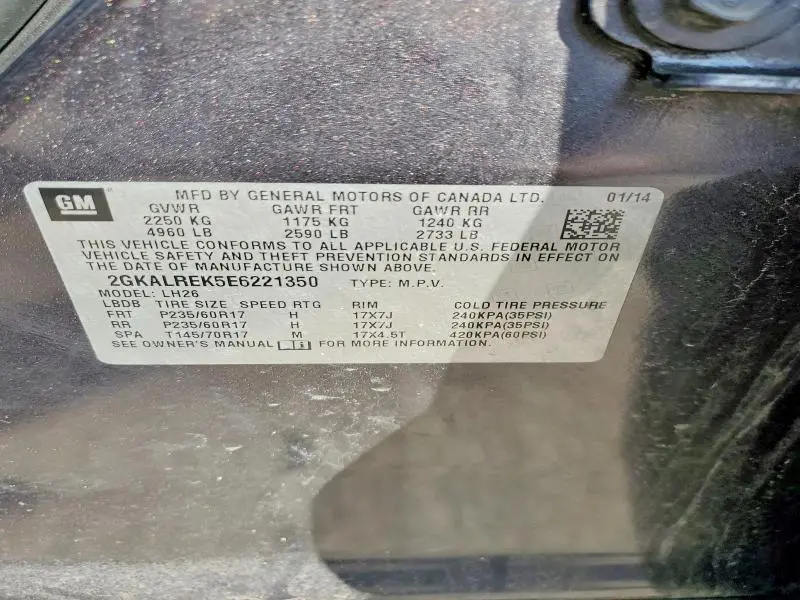 GM MFD BY GENERAL MOTORS OF CANADA LTD. 01/14
GVWR GAWR FRT GAWR RR
2250 KG 1175 KG 1240 KG
4960 LB 2590 LB 2733 LB
THIS VEHICLE CONFORMS TO ALL APPLICABLE U.S. FEDERAL MOTOR
VEHICLE SAFETY AND THEFT PREVENTION STANDARDS IN EFFECT ON
THE DATE OF MANUFACTURE SHOWN ABOVE.
2GKALREK5E6221350 TYPE: M.P.V.
MODEL: LH26
LBDB TIRE SIZE SPEED RTG RIM COLD TIRE PRESSURE
FRT P235/60R17 H 17X7J 240KPA(35PSI)
RR P235/60R17 H 17X7J 240KPA(35PSI)
SPA T145/70R17 M 17X4.5T 420KPA(60PSI)
SEE OWNER'S MANUAL FOR MORE INFORMATION.